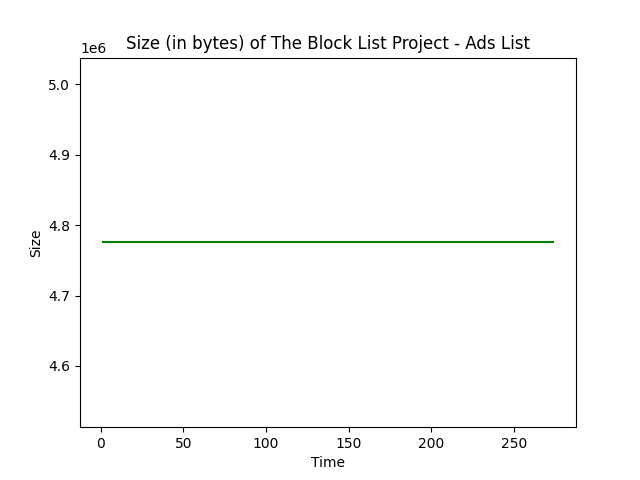 Size (in bytes) of The Block List Project - Ads List
1e6
5.0
4.9
4.8
4.7
4.6
Size
0 50 100 150 200 250
Time